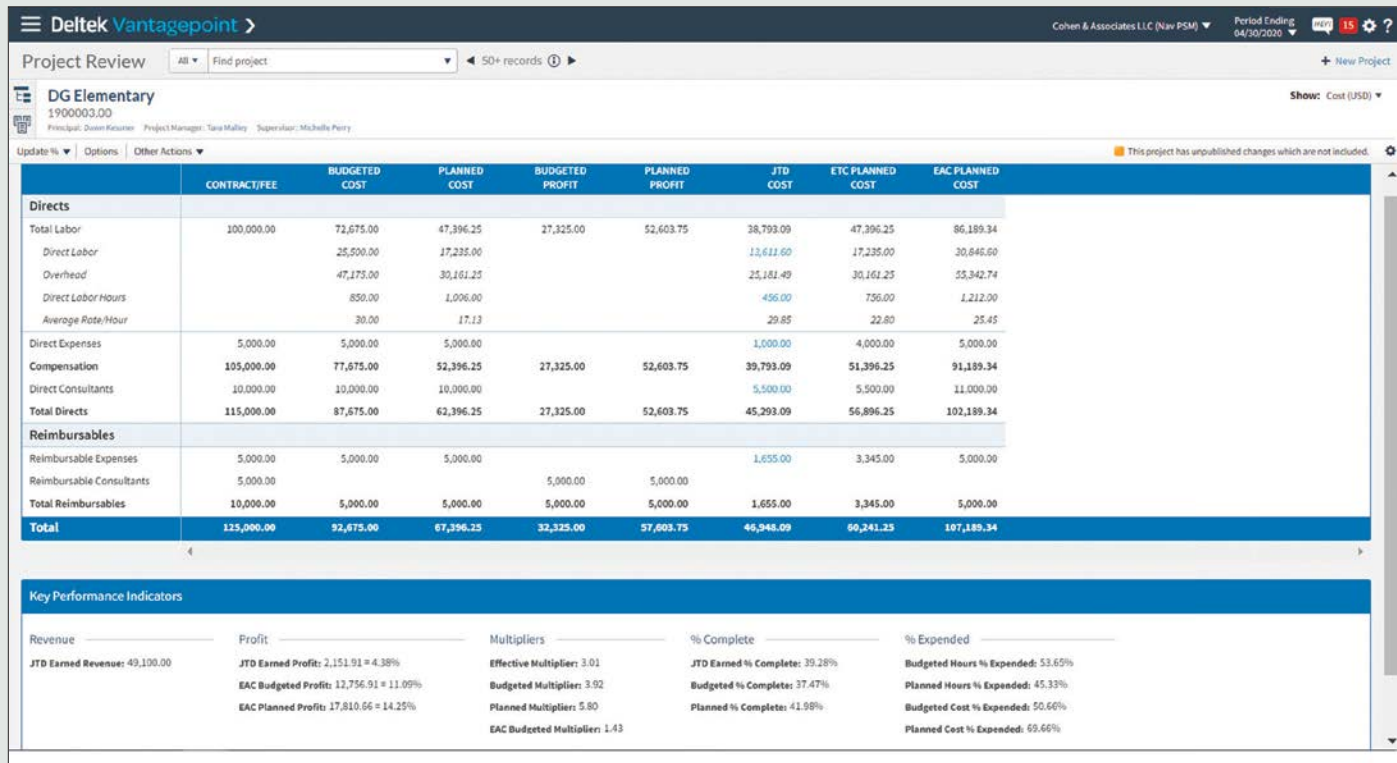 Deltek Vantagepoint
Cohen & Associates LLC (Nav PSM)
Period Ending
04/30/2020
HEY!
15
?
Project Review
All
Find project
50+ records
+ New Project
DG Elementary
1900003.00
Principal: Dawn Kessner Project Manager: Tara Malley Supervisor: Michelle Perry
Show: Cost (USD)
Update % Options Other Actions
This project has unpublished changes which are not included.
CONTRACT/FEE BUDGETED COST PLANNED COST BUDGETED PROFIT PLANNED PROFIT JTD COST ETC PLANNED COST EAC PLANNED COST
Directs
Total Labor 100,000.00 72,675.00 47,396.25 27,325.00 52,603.75 38,793.09 47,396.25 86,189.34
Direct Labor 25,500.00 17,235.00 13,611.60 17,235.00 30,846.60
Overhead 47,175.00 30,161.25 25,181.49 30,161.25 55,342.74
Direct Labor Hours 850.00 1,006.00 456.00 756.00 1,212.00
Average Rate/Hour 30.00 17.13 29.85 22.80 25.45
Direct Expenses 5,000.00 5,000.00 5,000.00 1,000.00 4,000.00 5,000.00
Compensation 105,000.00 77,675.00 52,396.25 27,325.00 52,603.75 39,793.09 51,396.25 91,189.34
Direct Consultants 10,000.00 10,000.00 10,000.00 5,500.00 5,500.00 11,000.00
Total Directs 115,000.00 87,675.00 62,396.25 27,325.00 52,603.75 45,293.09 56,896.25 102,189.34
Reimbursables
Reimbursable Expenses 5,000.00 5,000.00 5,000.00 1,655.00 3,345.00 5,000.00
Reimbursable Consultants 5,000.00 5,000.00 5,000.00
Total Reimbursables 10,000.00 5,000.00 5,000.00 5,000.00 5,000.00 1,655.00 3,345.00 5,000.00
Total 125,000.00 92,675.00 67,396.25 32,325.00 57,603.75 46,948.09 60,241.25 107,189.34
Key Performance Indicators
Revenue Profit Multipliers % Complete % Expended
JTD Earned Revenue: 49,100.00 JTD Earned Profit: 2,151.91 = 4.38% Effective Multiplier: 3.01 JTD Earned % Complete: 39.28% Budgeted Hours % Expended: 53.65%
EAC Budgeted Profit: 12,756.91 = 11.09% Budgeted Multiplier: 3.92 Budgeted % Complete: 37.47% Planned Hours % Expended: 45.33%
EAC Planned Profit: 17,810.66 = 14.25% Planned Multiplier: 5.80 Planned % Complete: 41.98% Budgeted Cost % Expended: 50.66%
EAC Budgeted Multiplier: 1.43 Planned Cost % Expended: 69.66%